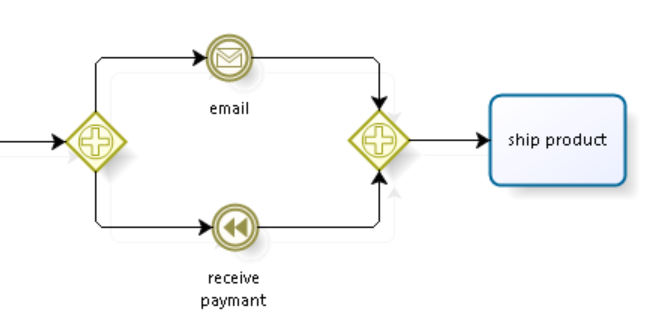 email
ship product
receive
paymant